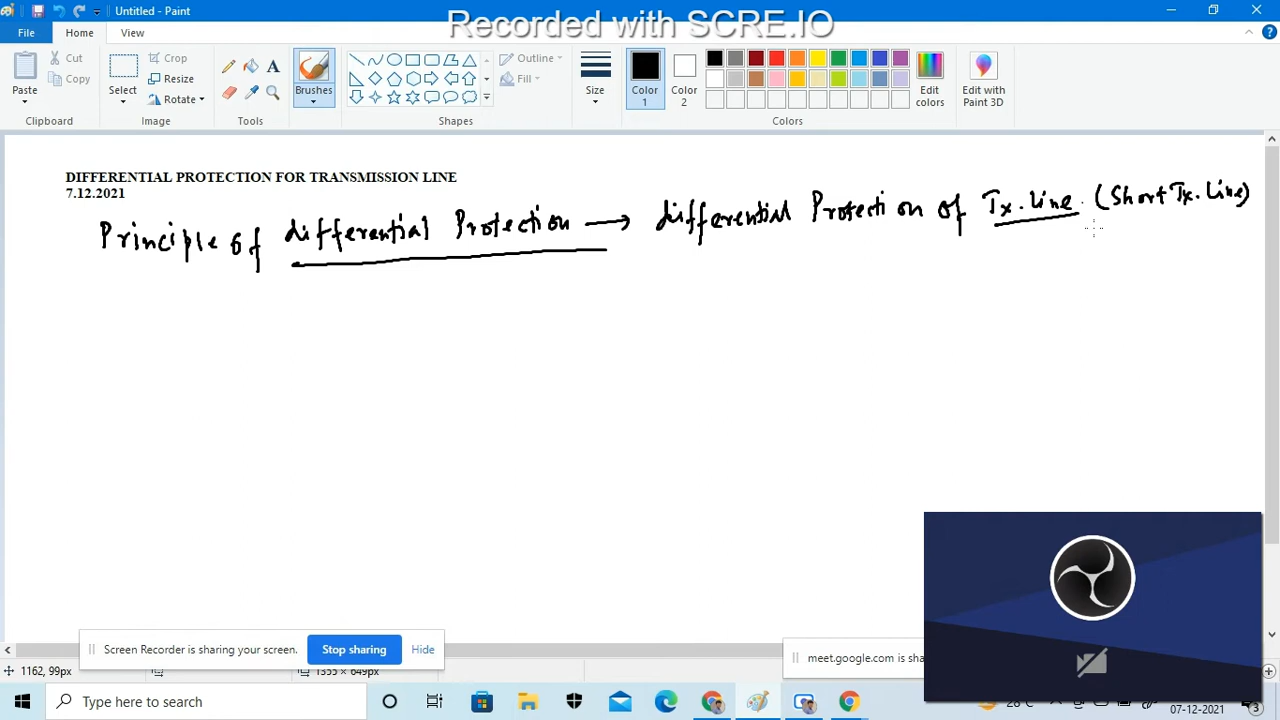 Untitled - Paint
Recorded with SCRE.IO
File Home View
Paste
Cut
Copy
Clipboard
Select
Crop
Resize
Rotate
Image
Tools
Brushes
Outline
Fill
Shapes
Size
Color 1
Color 2
Edit colors
Colors
Edit with Paint 3D
DIFFERENTIAL PROTECTION FOR TRANSMISSION LINE
7.12.2021
Principle of differential Protection → differential Protection of Tx. line (Short Tx. Line)
Screen Recorder is sharing your screen. Stop sharing Hide
meet.google.com is sha
1162, 99px
1355 × 649px
Type here to search
28°C
07-12-2021
3